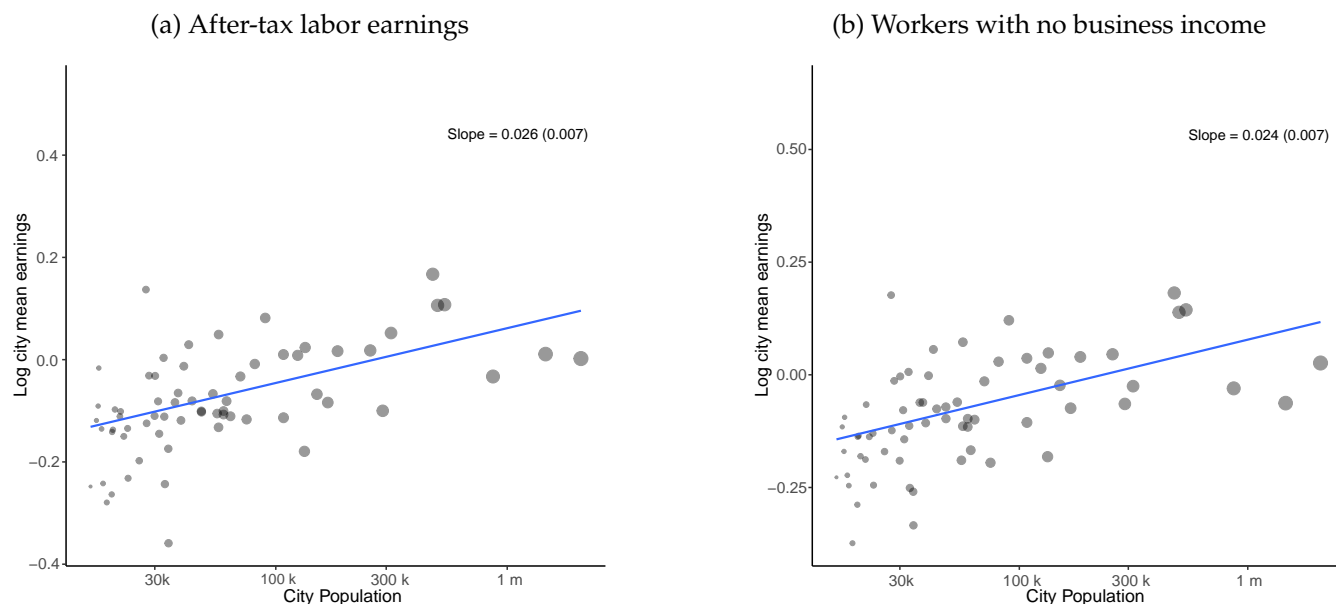 (a) After-tax labor earnings
Slope = 0.026 (0.007)
Log city mean earnings
0.4
0.2
0.0
−0.2
−0.4
30k
100 k
300 k
1 m
City Population
(b) Workers with no business income
Slope = 0.024 (0.007)
Log city mean earnings
0.50
0.25
0.00
−0.25
30k
100 k
300 k
1 m
City Population